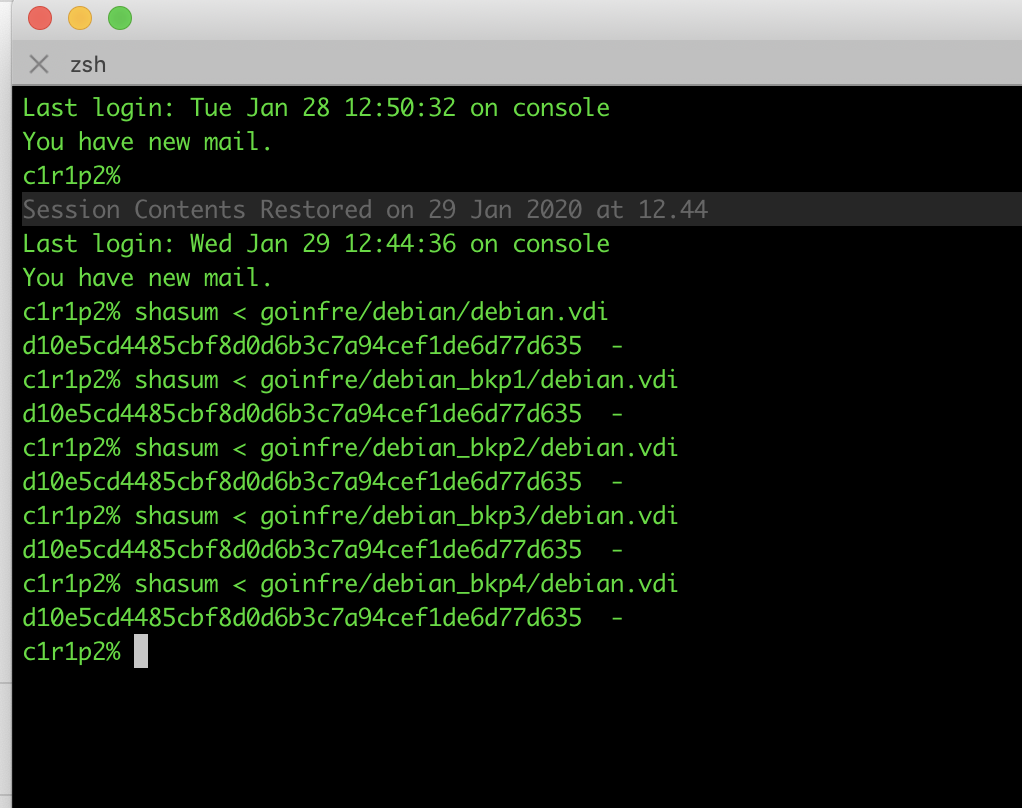 zsh
Last login: Tue Jan 28 12:50:32 on console
You have new mail.
c1r1p2%
Session Contents Restored on 29 Jan 2020 at 12.44
Last login: Wed Jan 29 12:44:36 on console
You have new mail.
c1r1p2% shasum < goinfre/debian/debian.vdi
d10e5cd4485cbf8d0d6b3c7a94cef1de6d77d635  -
c1r1p2% shasum < goinfre/debian_bkp1/debian.vdi
d10e5cd4485cbf8d0d6b3c7a94cef1de6d77d635  -
c1r1p2% shasum < goinfre/debian_bkp2/debian.vdi
d10e5cd4485cbf8d0d6b3c7a94cef1de6d77d635  -
c1r1p2% shasum < goinfre/debian_bkp3/debian.vdi
d10e5cd4485cbf8d0d6b3c7a94cef1de6d77d635  -
c1r1p2% shasum < goinfre/debian_bkp4/debian.vdi
d10e5cd4485cbf8d0d6b3c7a94cef1de6d77d635  -
c1r1p2%